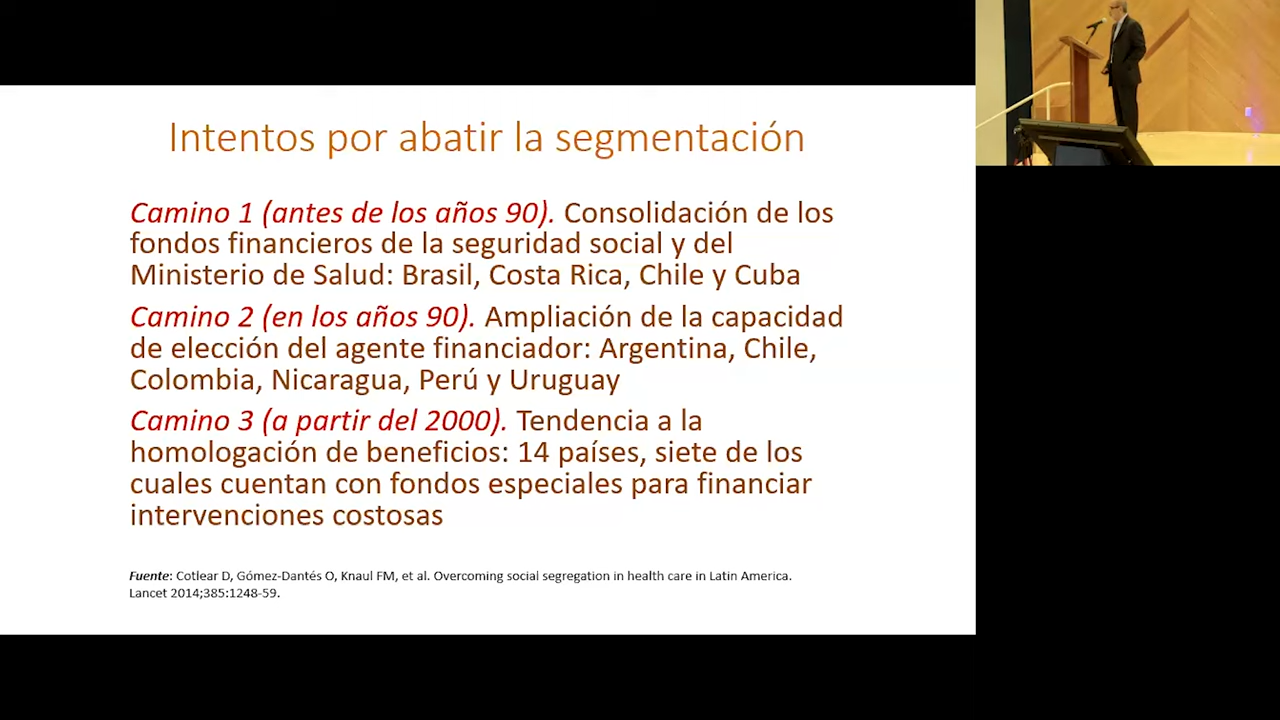 Intentos por abatir la segmentación
Camino 1 (antes de los años 90). Consolidación de los
fondos financieros de la seguridad social y del
Ministerio de Salud: Brasil, Costa Rica, Chile y Cuba
Camino 2 (en los años 90). Ampliación de la capacidad
de elección del agente financiador: Argentina, Chile,
Colombia, Nicaragua, Perú y Uruguay
Camino 3 (a partir del 2000). Tendencia a la
homologación de beneficios: 14 países, siete de los
cuales cuentan con fondos especiales para financiar
intervenciones costosas
Fuente: Cotlear D, Gómez-Dantés O, Knaul FM, et al. Overcoming social segregation in health care in Latin America.
Lancet 2014;385:1248-59.